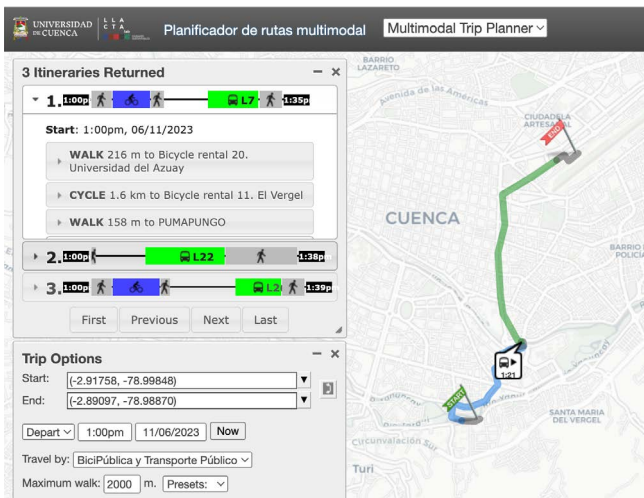 UNIVERSIDAD
DE CUENCA
L L A
C T A
Planificador de rutas multimodal
Multimodal Trip Planner
3 Itineraries Returned
1. 1:00p L7 1:35p
Start: 1:00pm, 06/11/2023
WALK 216 m to Bicycle rental 20.
Universidad del Azuay
CYCLE 1.6 km to Bicycle rental 11. El Vergel
WALK 158 m to PUMAPUNGO
2. 1:00p L22 1:38p
3. 1:00p L2 1:39p
First Previous Next Last
Trip Options
Start: (-2.91758, -78.99848)
End: (-2.89097, -78.98870)
Depart 1:00pm 11/06/2023 Now
Travel by: BiciPública y Transporte Público
Maximum walk: 2000 m. Presets:
BARRIO
LAZARETO
Avenida de las Américas
CIUDADELA
ARTESANAL
END
CUENCA
BARRIO
POLICÍA
1:21
START
SANTA MARIA
DEL VERGEL
Circunvalación Sur
Turi